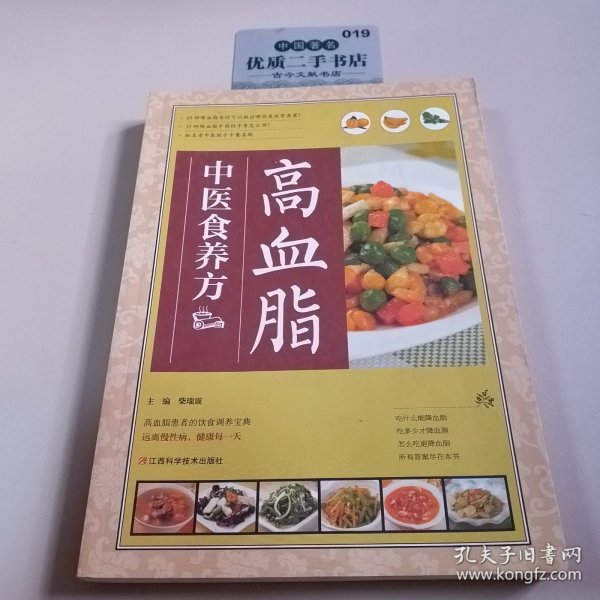 019
中国著名
优质二手书店
古今文献书店
高血脂
中医食养方
主编 柴瑞震
高血脂患者的饮食调养宝典
远离慢性病，健康每一天
江西科学技术出版社
吃什么能降血脂
吃多少才降血脂
怎么吃更降血脂
所有答案尽在本书
孔夫子旧书网
www.kongfz.com